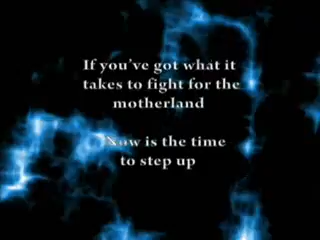 If you've got what it
takes to fight for the
motherland
Now is the time
to step up